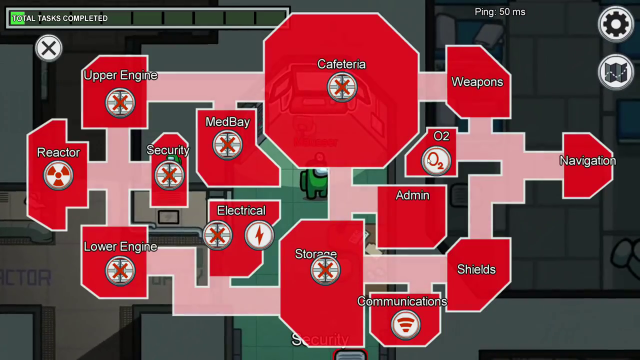 TOTAL TASKS COMPLETED
Ping: 50 ms
Cafeteria
Upper Engine
Weapons
MedBay
O2
O2
Security
Reactor
Navigation
Admin
Electrical
Lower Engine
Storage
Shields
Communications
Security